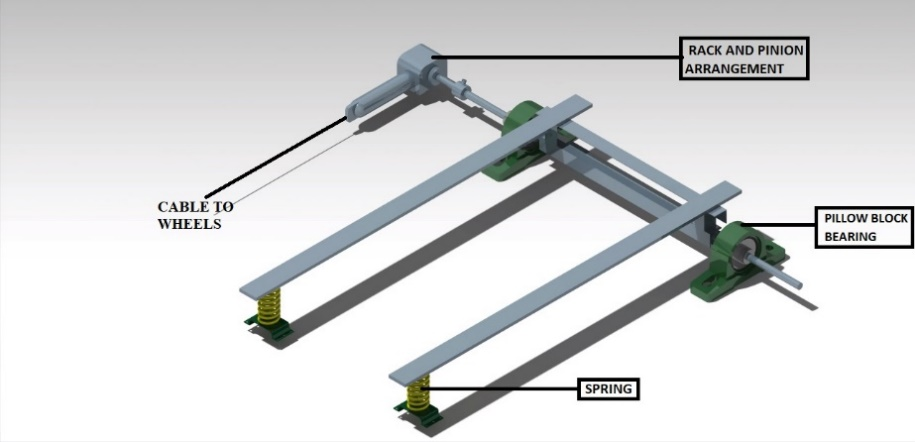 RACK AND PINION
ARRANGEMENT
CABLE TO
WHEELS
PILLOW BLOCK
BEARING
SPRING